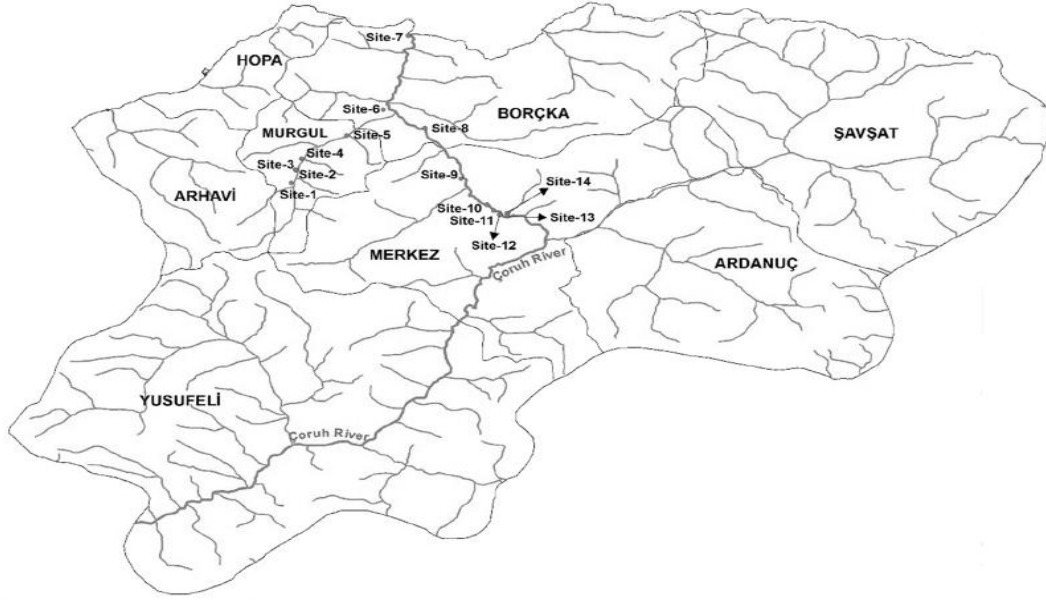 Site-7
HOPA
Site-6
BORÇKA
MURGUL
Site-8
Site-5
ŞAVŞAT
Site-4
Site-3
Site-2
Site-9
Site-14
ARHAVİ
Site-1
Site-10
Site-11
Site-13
Site-12
MERKEZ
Çoruh River
ARDANUÇ
YUSUFELİ
Çoruh River